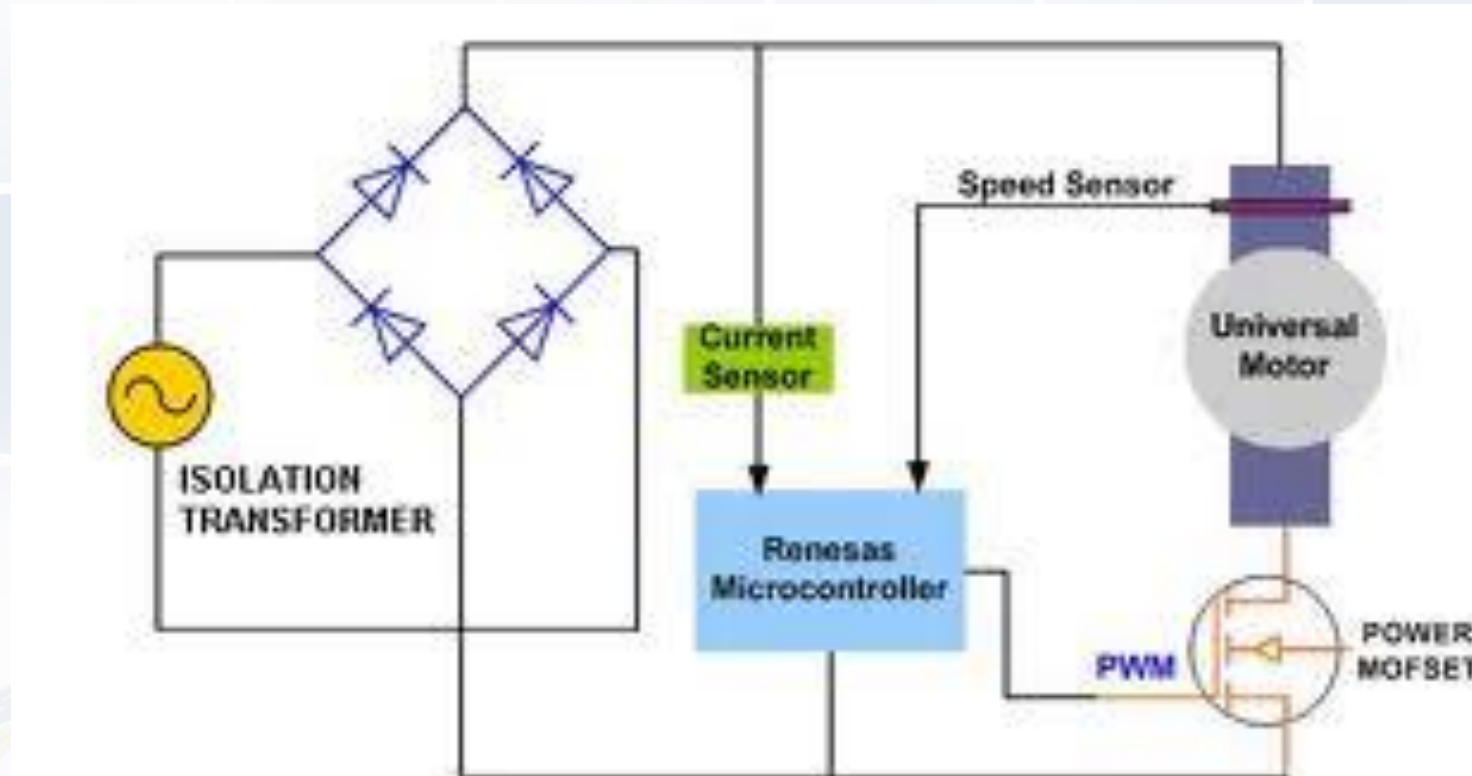 Speed Sensor
Current
Sensor
Universal
Motor
ISOLATION
TRANSFORMER
Renesas
Microcontroller
PWM
POWER
MOFSET